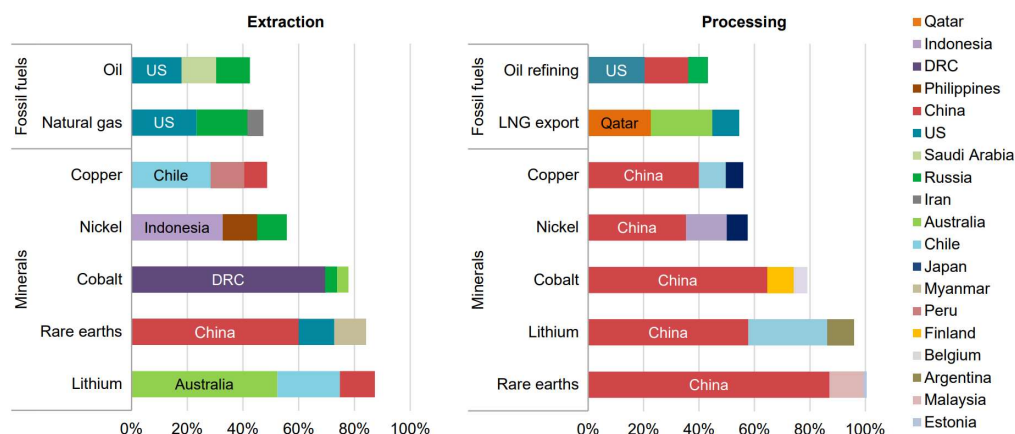 Extraction
Fossil fuels
Oil
US
Natural gas
US
Minerals
Copper
Chile
Nickel
Indonesia
Cobalt
DRC
Rare earths
China
Lithium
Australia
0% 20% 40% 60% 80% 100%
Processing
Fossil fuels
Oil refining
US
LNG export
Qatar
Minerals
Copper
China
Nickel
China
Cobalt
China
Lithium
China
Rare earths
China
0% 20% 40% 60% 80% 100%
Qatar
Indonesia
DRC
Philippines
China
US
Saudi Arabia
Russia
Iran
Australia
Chile
Japan
Myanmar
Peru
Finland
Belgium
Argentina
Malaysia
Estonia